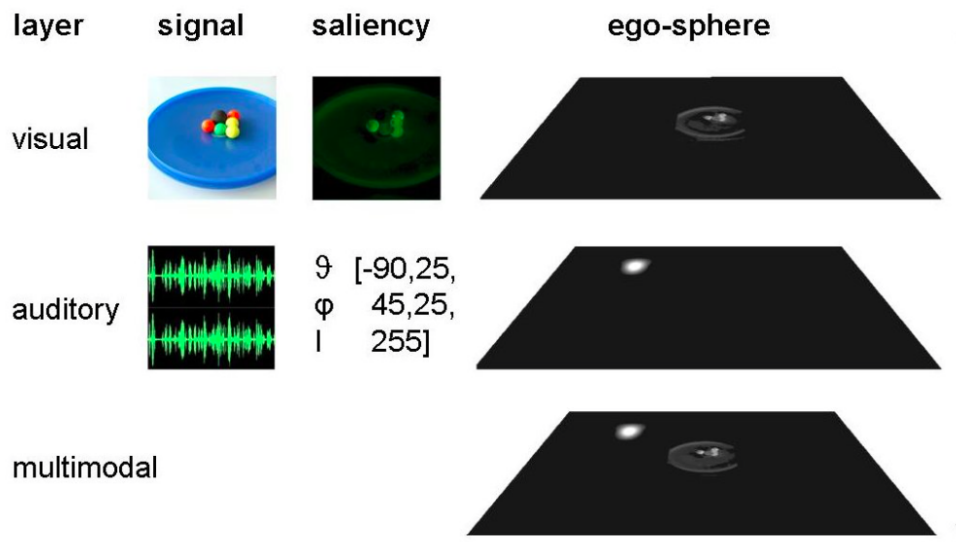 layer signal saliency ego-sphere
visual
ϑ [-90,25,
auditory φ 45,25,
I 255]
multimodal